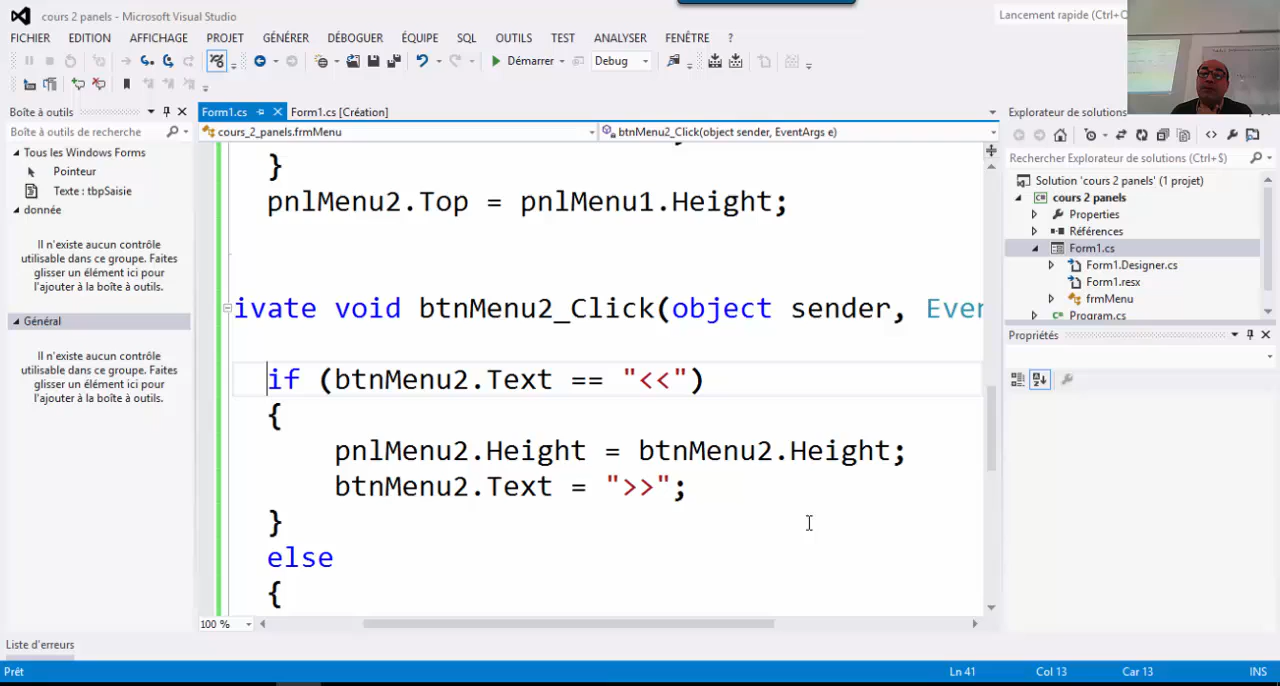 cours 2 panels - Microsoft Visual Studio
Lancement rapide (Ctrl+
FICHIER EDITION AFFICHAGE PROJET GÉNÉRER DÉBOGUER ÉQUIPE SQL OUTILS TEST ANALYSER FENÊTRE ?
Démarrer Debug
Boîte à outils
Form1.cs
Form1.cs [Création]
Explorateur de solutions
Boîte à outils de recherche
cours_2_panels.frmMenu
btnMenu2_Click(object sender, EventArgs e)
Tous les Windows Forms
Pointeur
Texte : tbpSaisie
donnée
Il n'existe aucun contrôle
utilisable dans ce groupe. Faites
glisser un élément ici pour
l'ajouter à la boîte à outils.
Général
Il n'existe aucun contrôle
utilisable dans ce groupe. Faites
glisser un élément ici pour
l'ajouter à la boîte à outils.
}
pnlMenu2.Top = pnlMenu1.Height;
ivate void btnMenu2_Click(object sender, Even
if (btnMenu2.Text == "<<")
{
pnlMenu2.Height = btnMenu2.Height;
btnMenu2.Text = ">>";
}
else
{
100 %
Rechercher Explorateur de solutions (Ctrl+$)
Solution 'cours 2 panels' (1 projet)
cours 2 panels
Properties
Références
Form1.cs
Form1.Designer.cs
Form1.resx
frmMenu
Program.cs
Propriétés
Liste d'erreurs
Prêt
Ln 41 Col 13 Car 13 INS